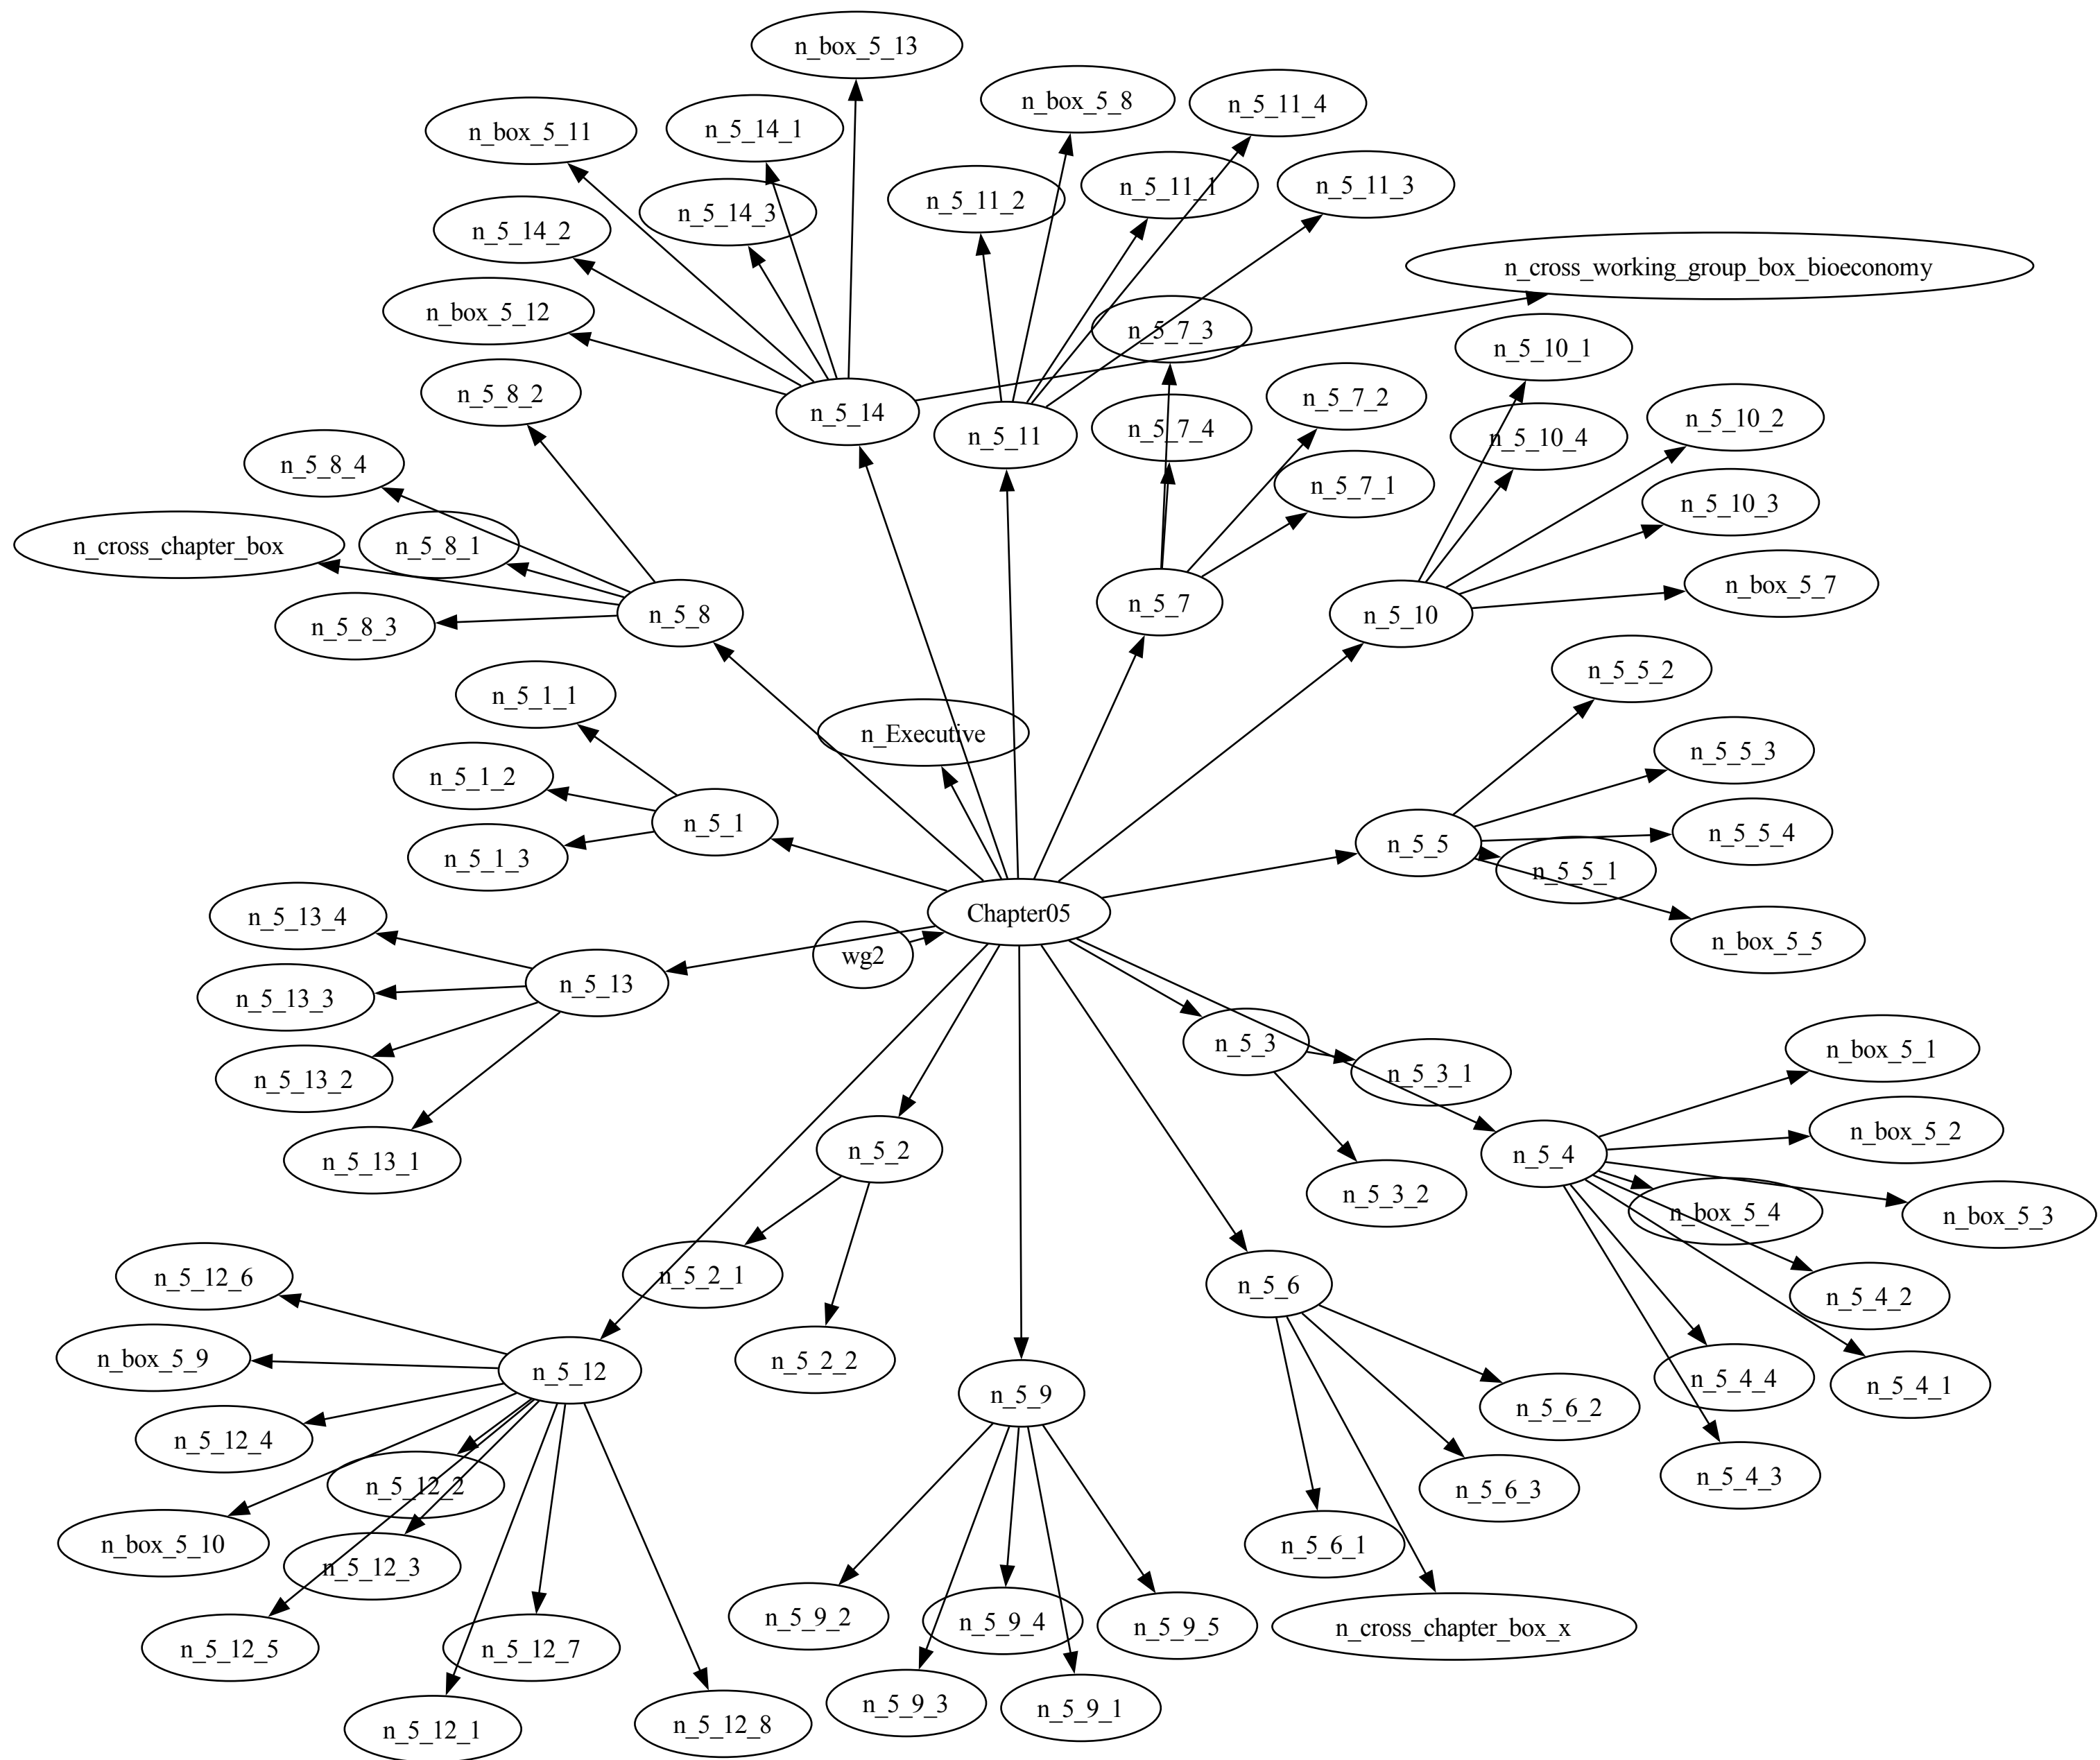 n_box_5_13
n_box_5_8
n_5_11_4
n_box_5_11
n_5_14_1
n_5_11_1
n_5_11_3
n_5_11_2
n_5_14_3
n_5_14_2
n_cross_working_group_box_bioeconomy
n_box_5_12
n_5_7_3
n_5_10_1
n_5_8_2
n_5_7_2
n_5_14
n_5_10_2
n_5_7_4
n_5_11
n_5_10_4
n_5_8_4
n_5_7_1
n_5_10_3
n_cross_chapter_box
n_5_8_1
n_box_5_7
n_5_7
n_5_8
n_5_10
n_5_8_3
n_5_5_2
n_5_1_1
n_Executive
n_5_5_3
n_5_1_2
n_5_1
n_5_5_4
n_5_5
n_5_1_3
n_5_5_1
Chapter05
n_5_13_4
n_box_5_5
wg2
n_5_13
n_5_13_3
n_5_3
n_box_5_1
n_5_3_1
n_5_13_2
n_box_5_2
n_5_2
n_5_4
n_5_13_1
n_5_3_2
n_box_5_4
n_box_5_3
n_5_2_1
n_5_12_6
n_5_6
n_5_4_2
n_box_5_9
n_5_2_2
n_5_12
n_5_4_4
n_5_4_1
n_5_9
n_5_6_2
n_5_12_4
n_5_4_3
n_5_12_2
n_5_6_3
n_box_5_10
n_5_6_1
n_5_12_3
n_5_9_2
n_5_9_4
n_5_9_5
n_cross_chapter_box_x
n_5_12_5
n_5_12_7
n_5_9_3
n_5_9_1
n_5_12_1
n_5_12_8